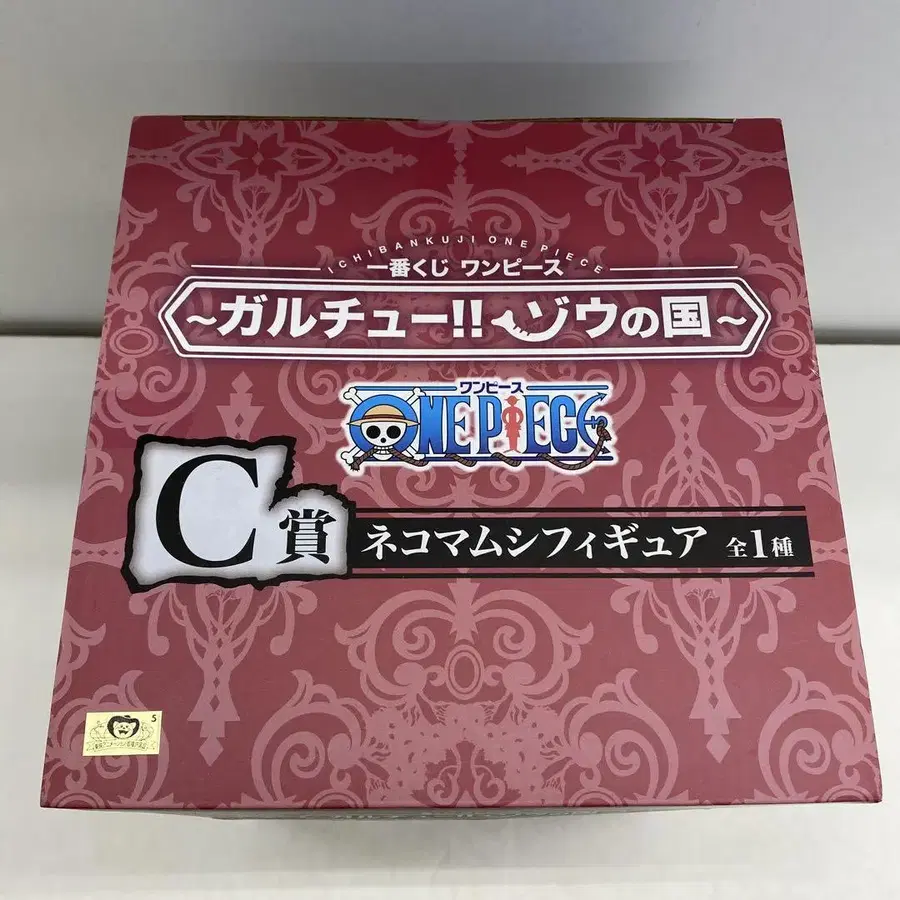 ICHIBANKUJI ONE PIECE
一番くじ ワンピース
～ガルチュー!! ゾウの国～
ワンピース
ONE PIECE
C賞 ネコマムシフィギュア 全1種
S